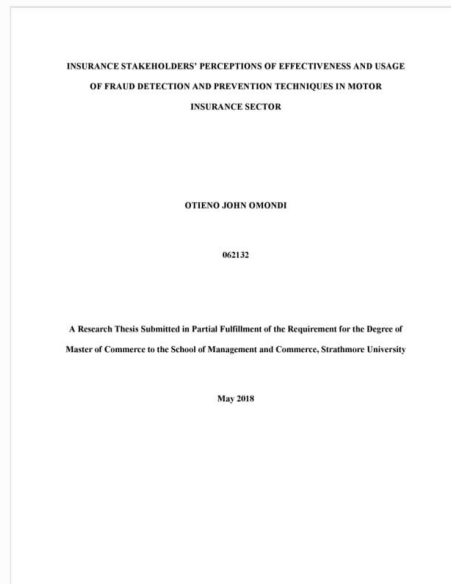 INSURANCE STAKEHOLDERS' PERCEPTIONS OF EFFECTIVENESS AND USAGE
OF FRAUD DETECTION AND PREVENTION TECHNIQUES IN MOTOR
INSURANCE SECTOR
OTIENO JOHN OMONDI
062132
A Research Thesis Submitted in Partial Fulfillment of the Requirement for the Degree of
Master of Commerce to the School of Management and Commerce, Strathmore University
May 2018